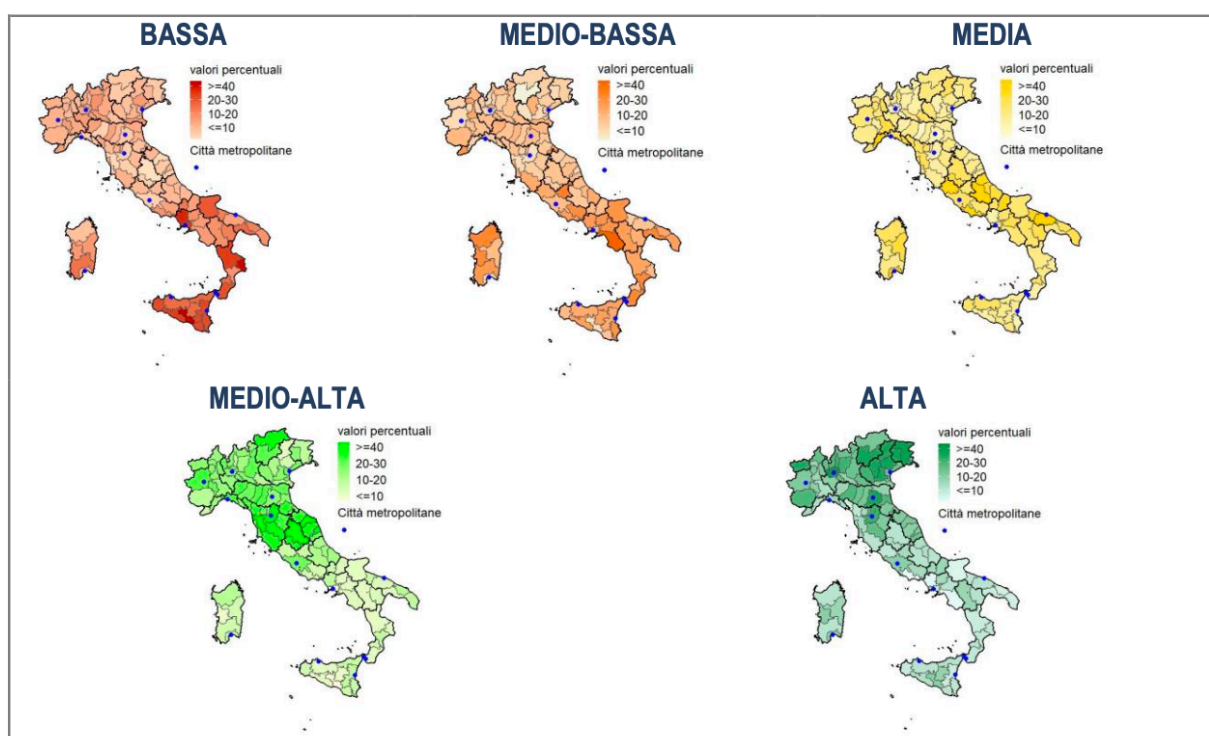 BASSA
valori percentuali
>=40
20-30
10-20
<=10
Città metropolitane
MEDIO-BASSA
valori percentuali
>=40
20-30
10-20
<=10
Città metropolitane
MEDIA
valori percentuali
>=40
20-30
10-20
<=10
Città metropolitane
MEDIO-ALTA
valori percentuali
>=40
20-30
10-20
<=10
Città metropolitane
ALTA
valori percentuali
>=40
20-30
10-20
<=10
Città metropolitane